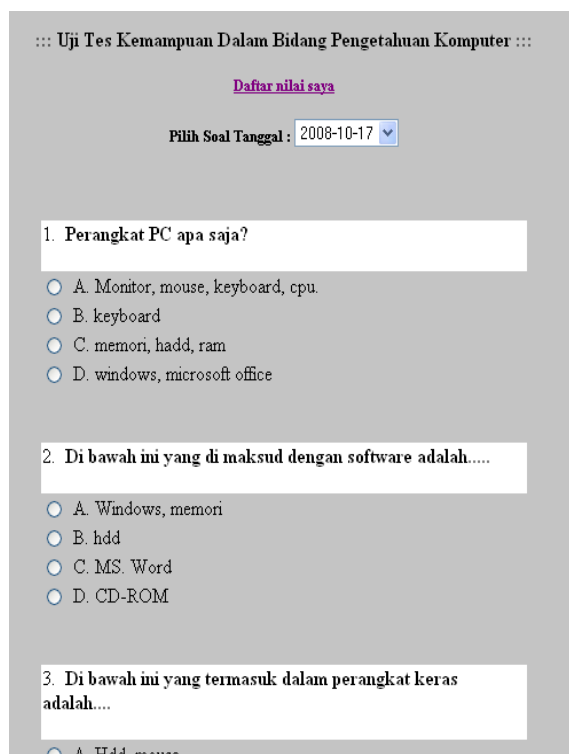 ::: Uji Tes Kemampuan Dalam Bidang Pengetahuan Komputer :::
Daftar nilai saya
Pilih Soal Tanggal : 2008-10-17
1. Perangkat PC apa saja?
A. Monitor, mouse, keyboard, cpu.
B. keyboard
C. memori, hadd, ram
D. windows, microsoft office
2. Di bawah ini yang di maksud dengan software adalah.....
A. Windows, memori
B. hdd
C. MS. Word
D. CD-ROM
3. Di bawah ini yang termasuk dalam perangkat keras
adalah....
A. Hdd, mouse